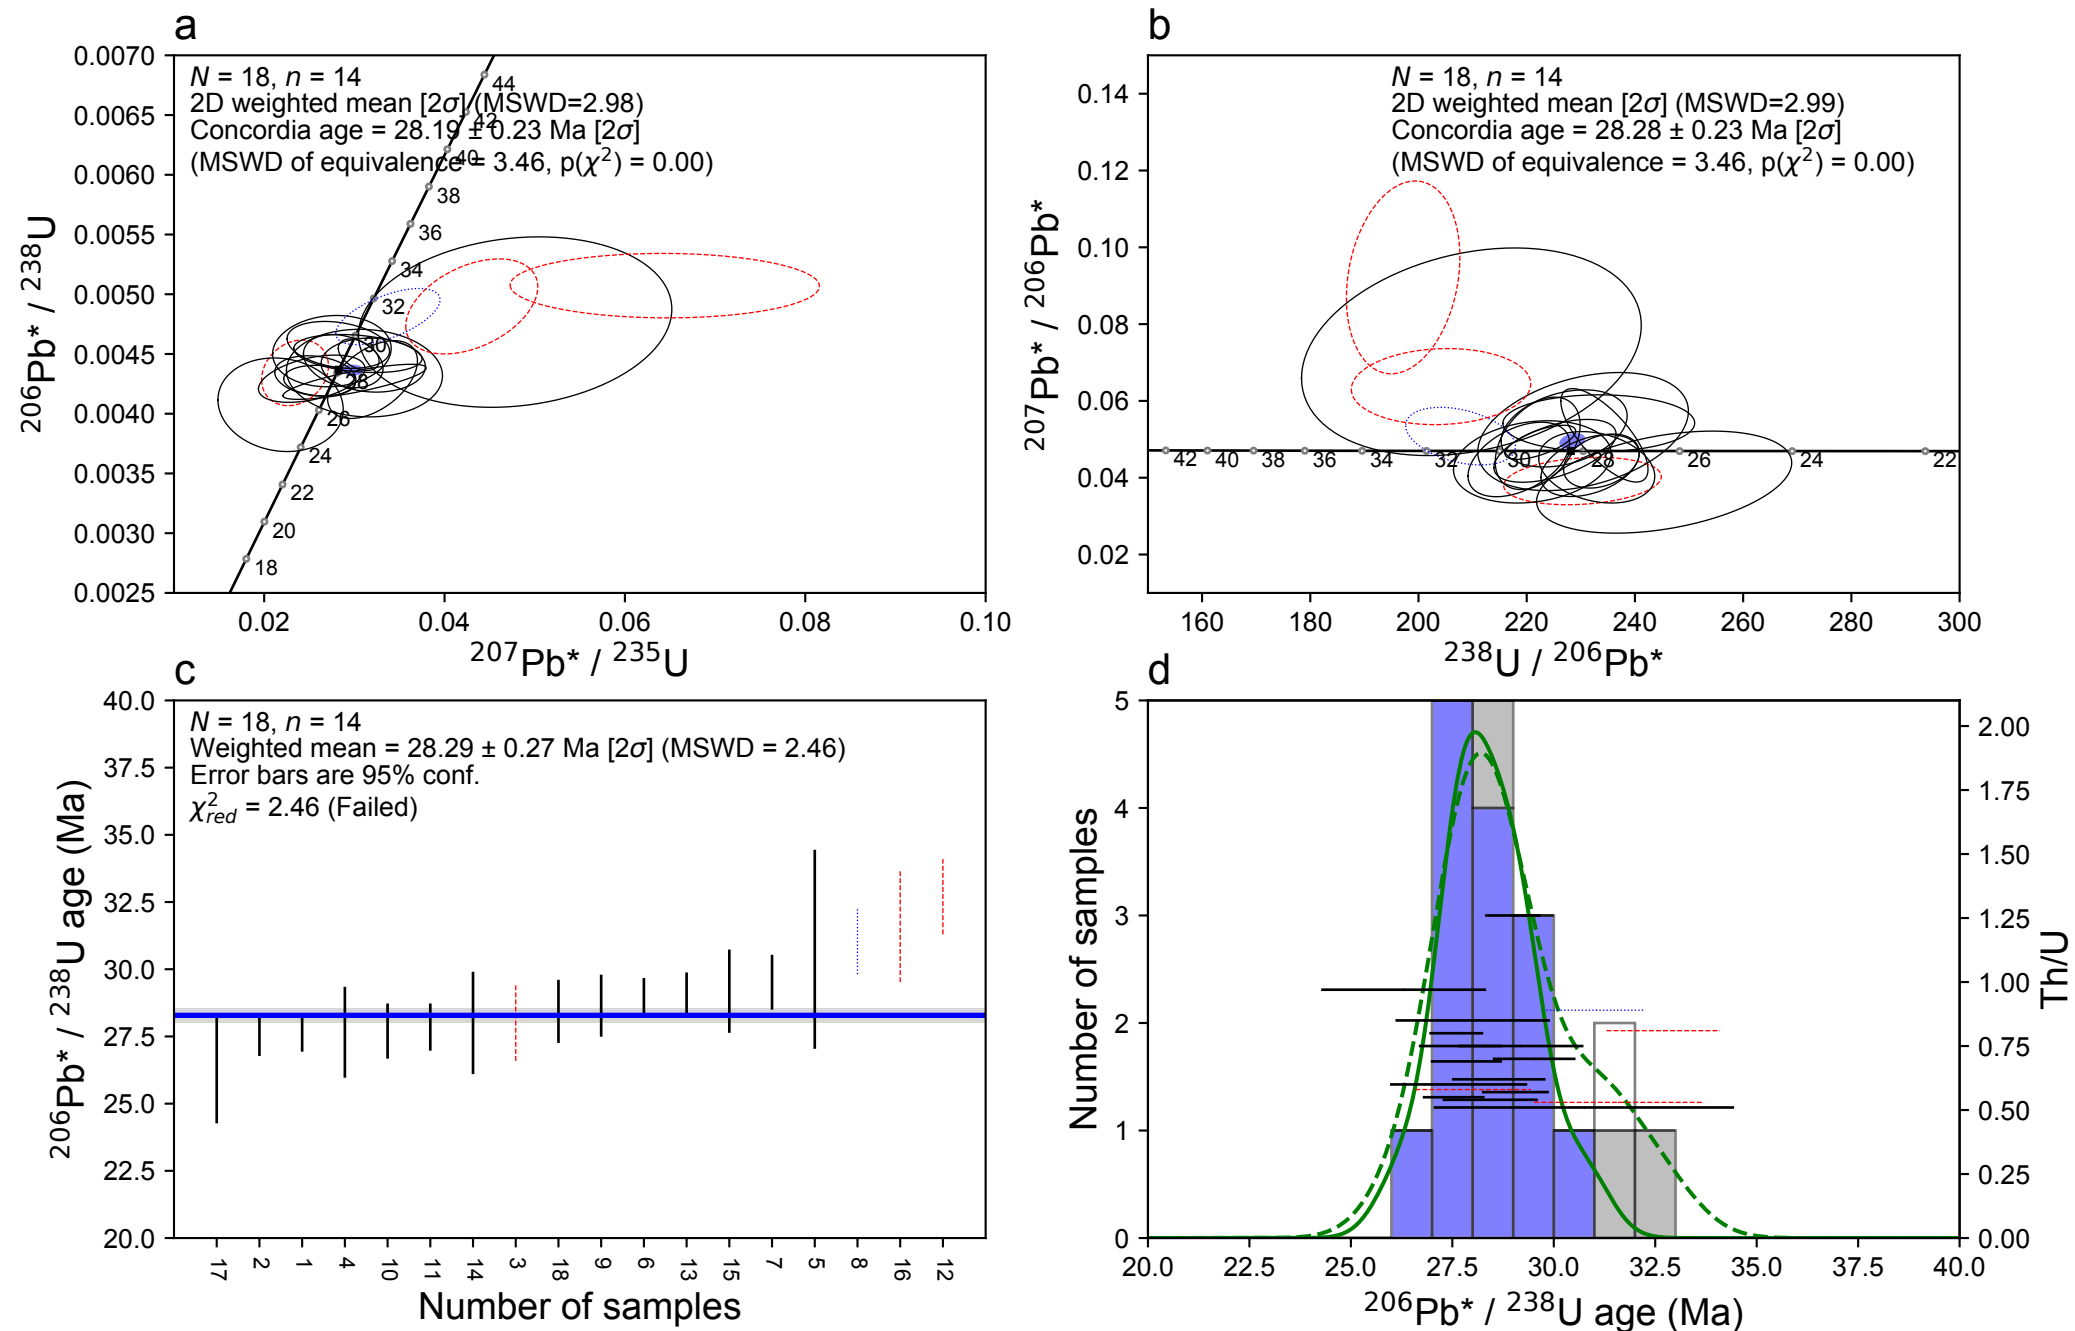 a
N = 18, n = 14
2D weighted mean [2σ] (MSWD=2.98)
Concordia age = 28.19 ± 0.23 Ma [2σ]
(MSWD of equivalence = 3.46, p(χ²) = 0.00)
0.0070
0.0065
0.0060
0.0055
0.0050
0.0045
0.0040
0.0035
0.0030
0.0025
²⁰⁶Pb* / ²³⁸U
44
42
40
38
36
34
32
30
28
26
24
22
20
18
0.02 0.04 0.06 0.08 0.10
²⁰⁷Pb* / ²³⁵U
b
N = 18, n = 14
2D weighted mean [2σ] (MSWD=2.99)
Concordia age = 28.28 ± 0.23 Ma [2σ]
(MSWD of equivalence = 3.46, p(χ²) = 0.00)
0.14
0.12
0.10
0.08
0.06
0.04
0.02
²⁰⁷Pb* / ²⁰⁶Pb*
42 40 38 36 34 32 30 28 26 24 22
160 180 200 220 240 260 280 300
²³⁸U / ²⁰⁶Pb*
c
N = 18, n = 14
Weighted mean = 28.29 ± 0.27 Ma [2σ] (MSWD = 2.46)
Error bars are 95% conf.
χ²red = 2.46 (Failed)
40.0
37.5
35.0
32.5
30.0
27.5
25.0
22.5
20.0
²⁰⁶Pb* / ²³⁸U age (Ma)
17 2 1 4 10 11 14 3 18 9 6 13 15 7 5 8 16 12
Number of samples
d
5
4
3
2
1
0
Number of samples
2.00
1.75
1.50
1.25
1.00
0.75
0.50
0.25
0.00
Th/U
20.0 22.5 25.0 27.5 30.0 32.5 35.0 37.5 40.0
²⁰⁶Pb* / ²³⁸U age (Ma)